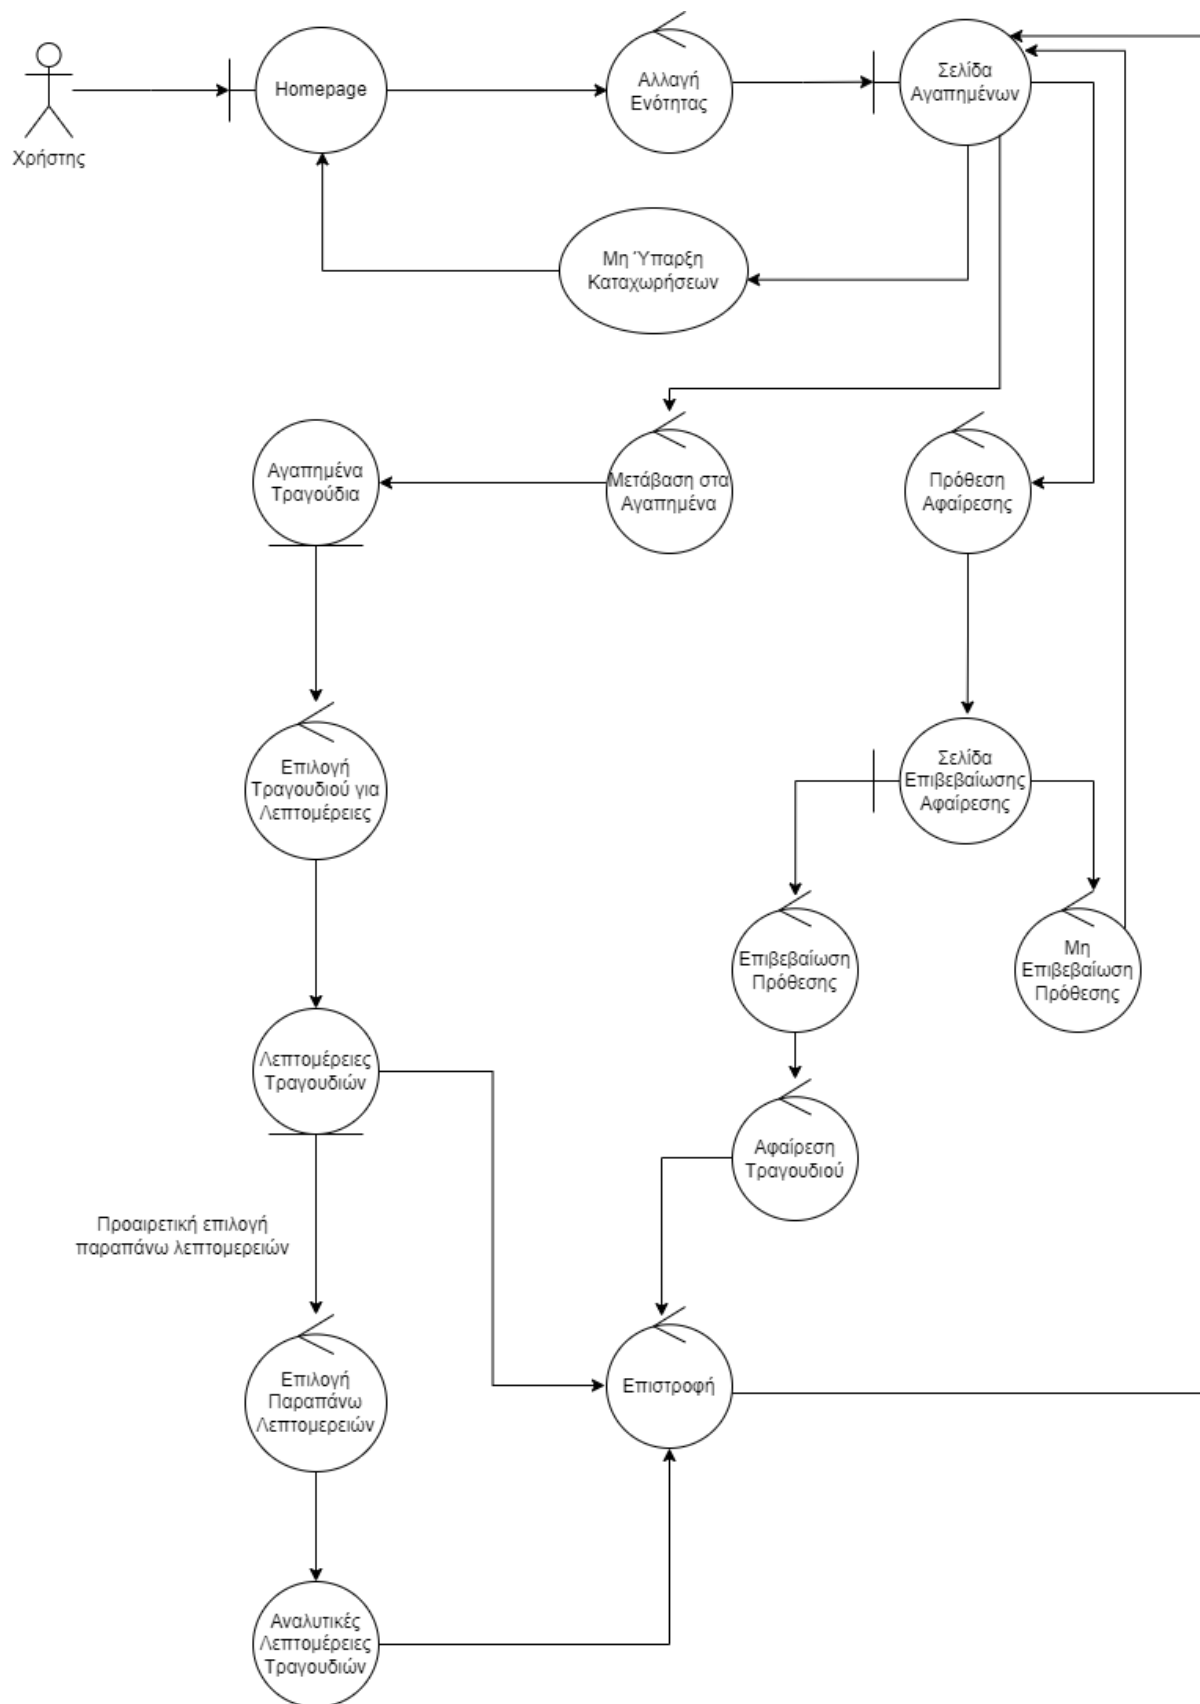 Χρήστης
Homepage
Αλλαγή
Ενότητας
Σελίδα
Αγαπημένων
Μη Ύπαρξη
Καταχωρήσεων
Αγαπημένα
Τραγούδια
Μετάβαση στα
Αγαπημένα
Πρόθεση
Αφαίρεσης
Επιλογή
Τραγουδιού για
Λεπτομέρειες
Σελίδα
Επιβεβαίωσης
Αφαίρεσης
Επιβεβαίωση
Πρόθεσης
Μη
Επιβεβαίωση
Πρόθεσης
Λεπτομέρειες
Τραγουδιών
Αφαίρεση
Τραγουδιού
Προαιρετική επιλογή
παραπάνω λεπτομερειών
Επιλογή
Παραπάνω
Λεπτομερειών
Επιστροφή
Αναλυτικές
Λεπτομέρειες
Τραγουδιών